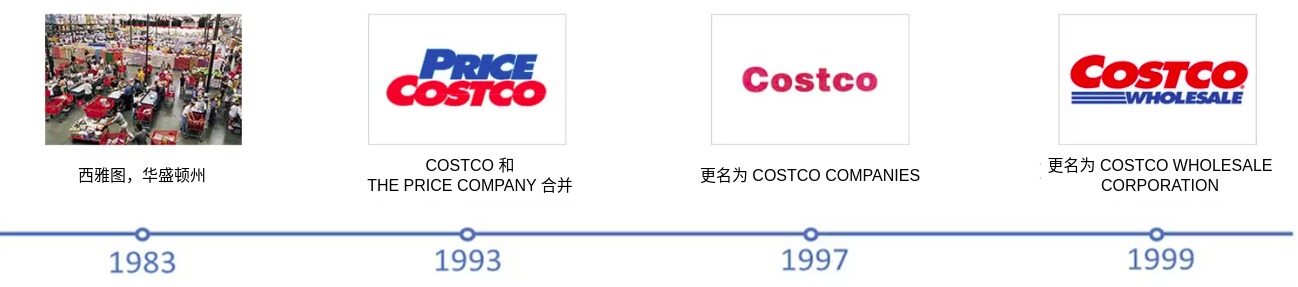 PRICE
COSTCO
Costco
COSTCO
WHOLESALE
西雅图，华盛顿州
COSTCO 和
THE PRICE COMPANY 合并
更名为 COSTCO COMPANIES
更名为 COSTCO WHOLESALE
CORPORATION
1983
1993
1997
1999